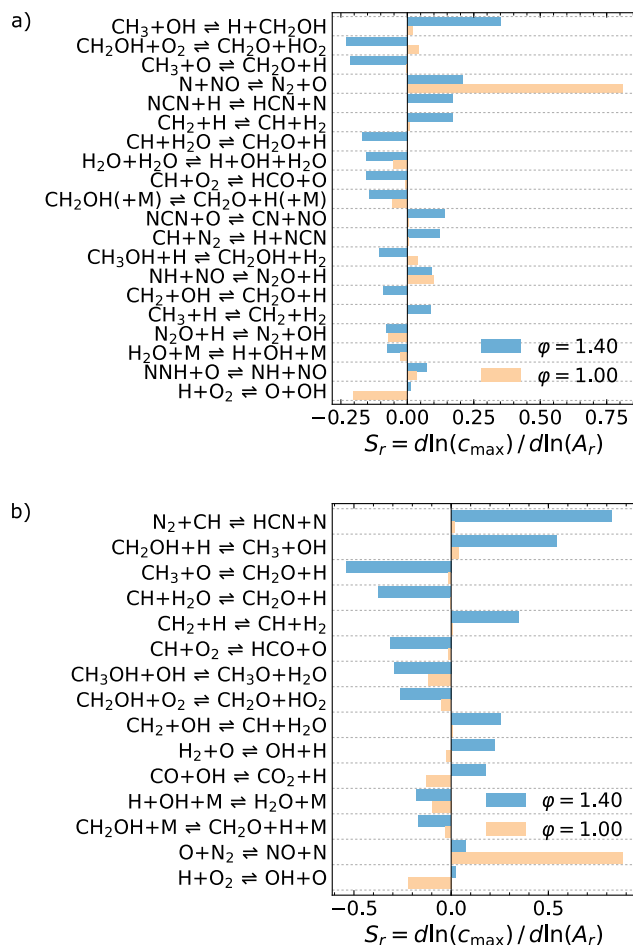 a)
CH₃+OH ⇌ H+CH₂OH
CH₂OH+O₂ ⇌ CH₂O+HO₂
CH₃+O ⇌ CH₂O+H
N+NO ⇌ N₂+O
NCN+H ⇌ HCN+N
CH₂+H ⇌ CH+H₂
CH+H₂O ⇌ CH₂O+H
H₂O+H₂O ⇌ H+OH+H₂O
CH+O₂ ⇌ HCO+O
CH₂OH(+M) ⇌ CH₂O+H(+M)
NCN+O ⇌ CN+NO
CH+N₂ ⇌ H+NCN
CH₃OH+H ⇌ CH₂OH+H₂
NH+NO ⇌ N₂O+H
CH₂+OH ⇌ CH₂O+H
CH₃+H ⇌ CH₂+H₂
N₂O+H ⇌ N₂+OH
H₂O+M ⇌ H+OH+M
NNH+O ⇌ NH+NO
H+O₂ ⇌ O+OH
φ = 1.40
φ = 1.00
−0.25 0.00 0.25 0.50 0.75
Sᵣ = dln(c_max) / dln(Aᵣ)
b)
N₂+CH ⇌ HCN+N
CH₂OH+H ⇌ CH₃+OH
CH₃+O ⇌ CH₂O+H
CH+H₂O ⇌ CH₂O+H
CH₂+H ⇌ CH+H₂
CH+O₂ ⇌ HCO+O
CH₃OH+OH ⇌ CH₃O+H₂O
CH₂OH+O₂ ⇌ CH₂O+HO₂
CH₂+OH ⇌ CH+H₂O
H₂+O ⇌ OH+H
CO+OH ⇌ CO₂+H
H+OH+M ⇌ H₂O+M
CH₂OH+M ⇌ CH₂O+H+M
O+N₂ ⇌ NO+N
H+O₂ ⇌ OH+O
φ = 1.40
φ = 1.00
−0.5 0.0 0.5
Sᵣ = dln(c_max) / dln(Aᵣ)